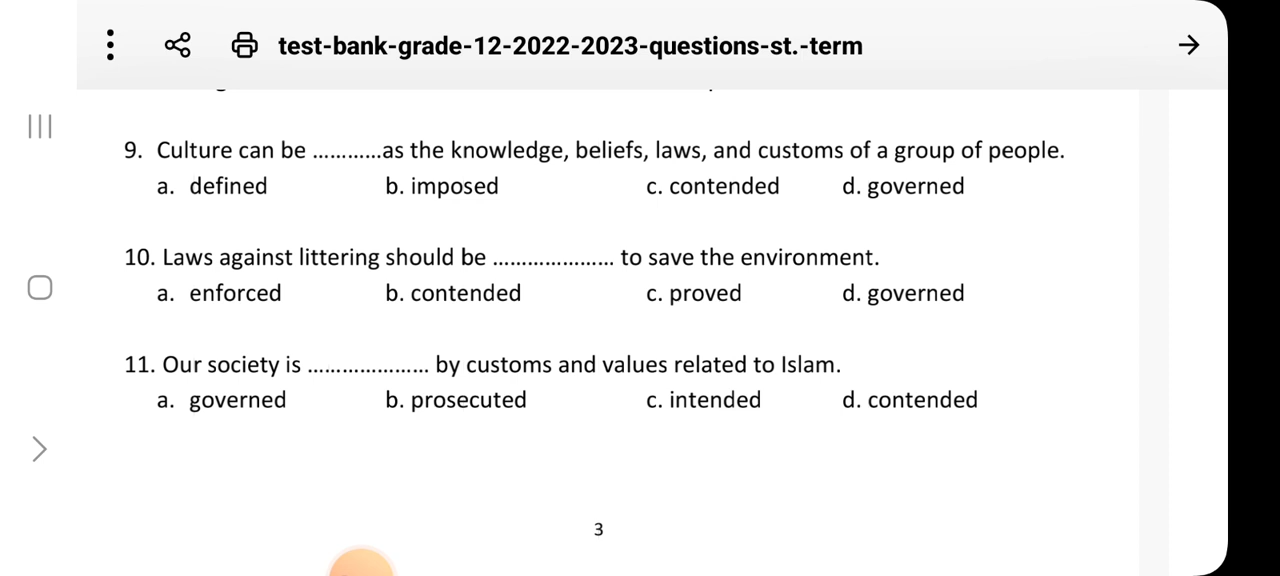 test-bank-grade-12-2022-2023-questions-st.-term
9. Culture can be ............as the knowledge, beliefs, laws, and customs of a group of people.
a. defined b. imposed c. contended d. governed
10. Laws against littering should be ..................... to save the environment.
a. enforced b. contended c. proved d. governed
11. Our society is ..................... by customs and values related to Islam.
a. governed b. prosecuted c. intended d. contended
3